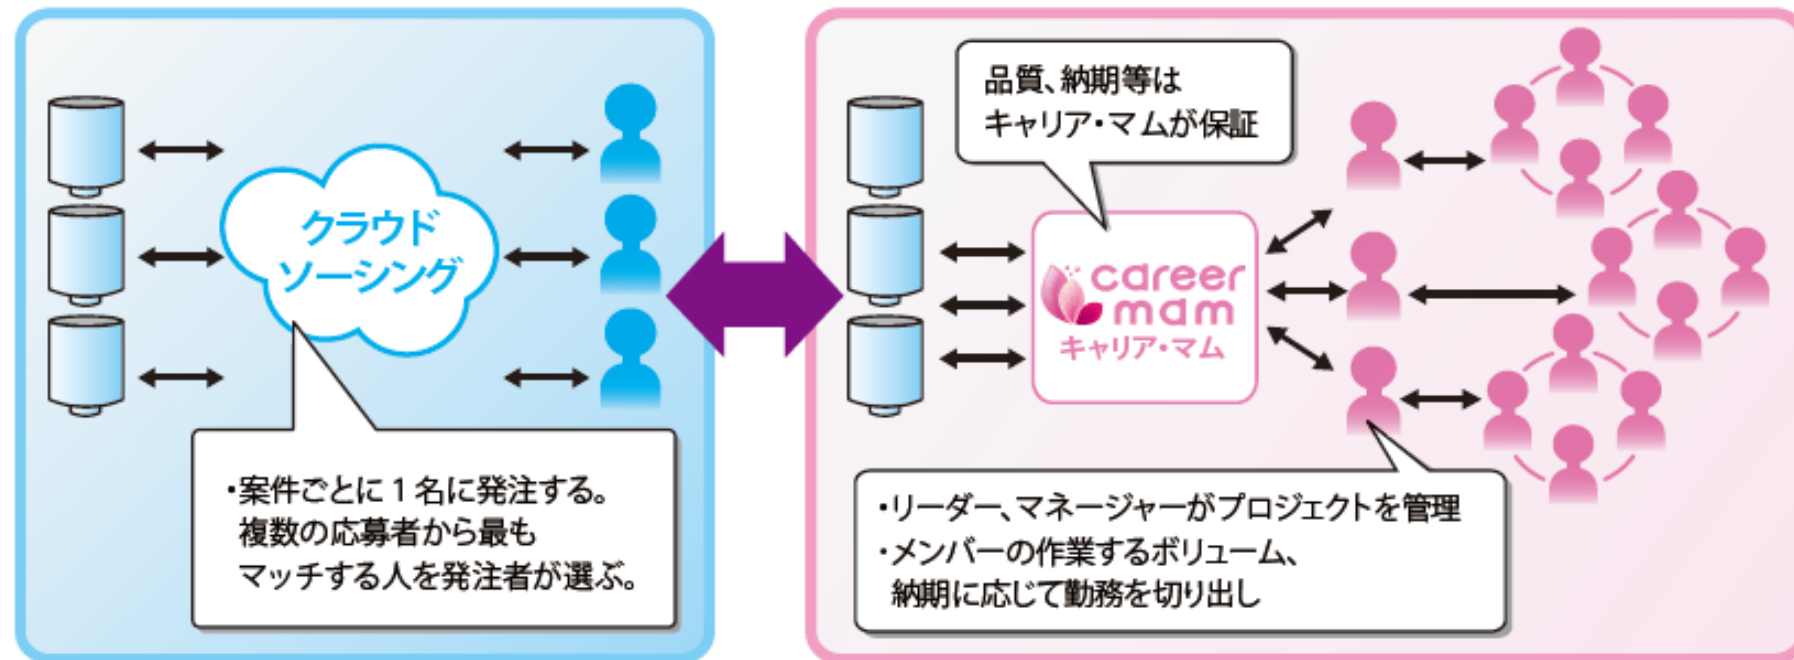 クラウド
ソーシング
・案件ごとに1名に発注する。
複数の応募者から最も
マッチする人を発注者が選ぶ。
品質、納期等は
キャリア・マムが保証
career
mam
キャリア・マム
・リーダー、マネージャーがプロジェクトを管理
・メンバーの作業するボリューム、
納期に応じて勤務を切り出し